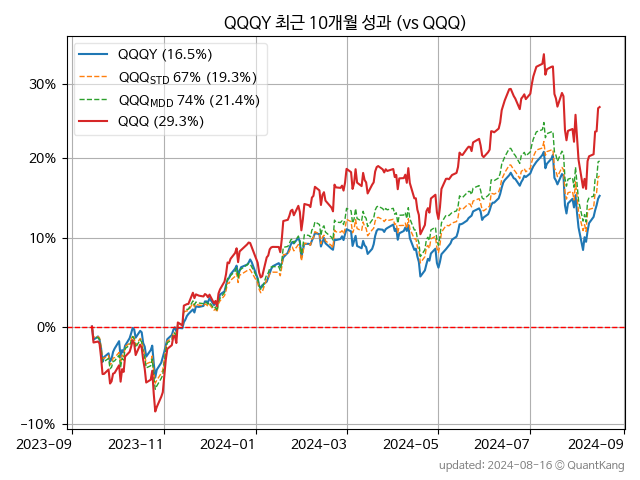 QQQY 최근 10개월 성과 (vs QQQ)
QQQY (16.5%)
QQQSTD 67% (19.3%)
QQQMDD 74% (21.4%)
QQQ (29.3%)
30%
20%
10%
0%
−10%
2023−09 2023−11 2024−01 2024−03 2024−05 2024−07 2024−09
updated: 2024−08−16 © QuantKang